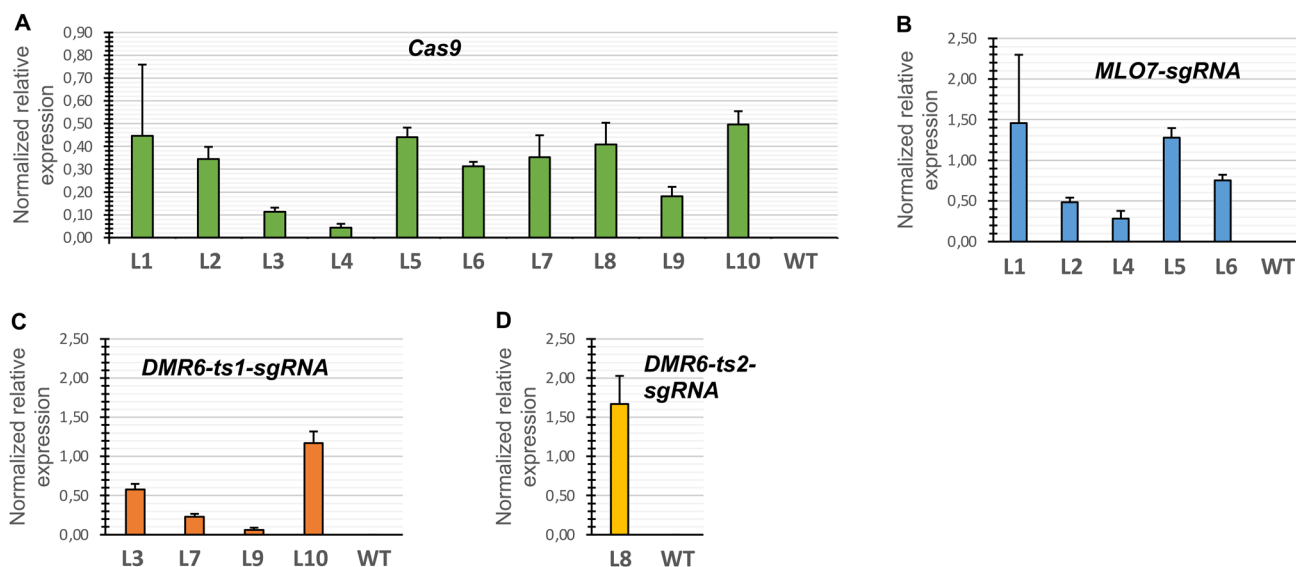 A
Cas9
Normalized relative
expression
0,90
0,80
0,70
0,60
0,50
0,40
0,30
0,20
0,10
0,00
L1 L2 L3 L4 L5 L6 L7 L8 L9 L10 WT
B
MLO7-sgRNA
Normalized relative
expression
2,50
2,00
1,50
1,00
0,50
0,00
L1 L2 L4 L5 L6 WT
C
DMR6-ts1-sgRNA
Normalized relative
expression
2,50
2,00
1,50
1,00
0,50
0,00
L3 L7 L9 L10 WT
D
DMR6-ts2-
sgRNA
Normalized relative
expression
2,50
2,00
1,50
1,00
0,50
0,00
L8 WT